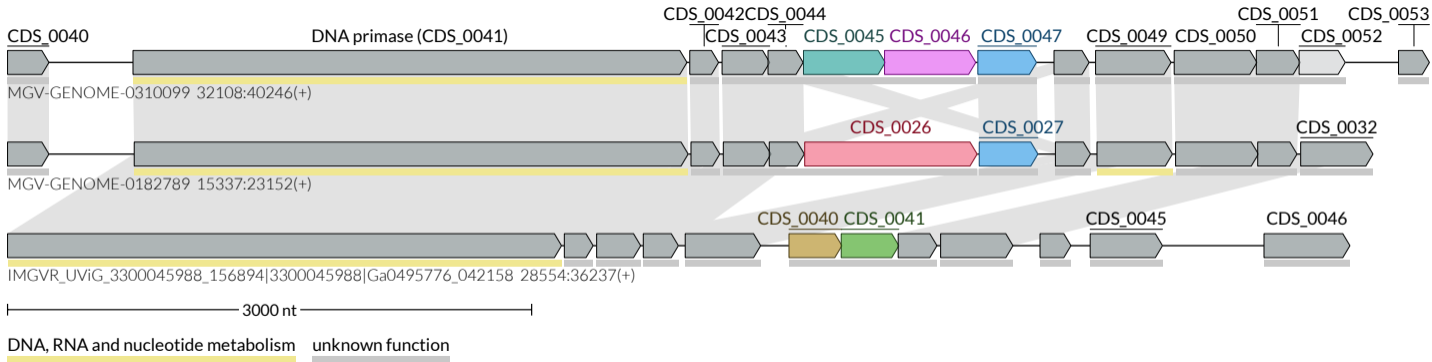 CDS_0042 CDS_0044 CDS_0051 CDS_0053
CDS_0040 DNA primase (CDS_0041) CDS_0043 CDS_0045 CDS_0046 CDS_0047 CDS_0049 CDS_0050 CDS_0052
MGV-GENOME-0310099 32108:40246(+)
CDS_0026 CDS_0027 CDS_0032
MGV-GENOME-0182789 15337:23152(+)
CDS_0040 CDS_0041 CDS_0045 CDS_0046
IMGVR_UViG_3300045988_156894|3300045988|Ga0495776_042158 28554:36237(+)
3000 nt
DNA, RNA and nucleotide metabolism unknown function